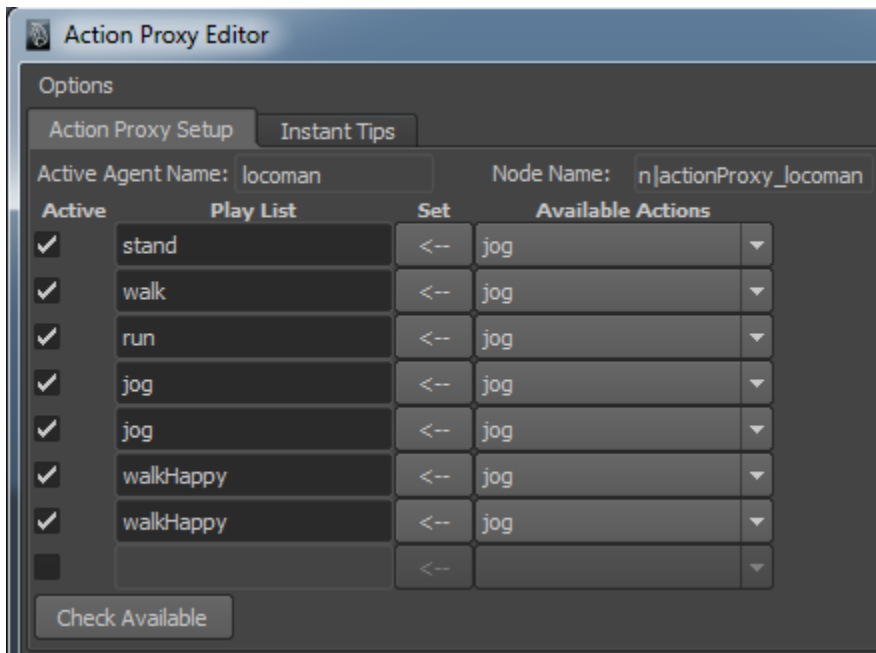 Action Proxy Editor
Options
Action Proxy Setup Instant Tips
Active Agent Name: locoman Node Name: n|actionProxy_locoman
Active Play List Set Available Actions
stand <-- jog
walk <-- jog
run <-- jog
jog <-- jog
jog <-- jog
walkHappy <-- jog
walkHappy <-- jog
<--
Check Available